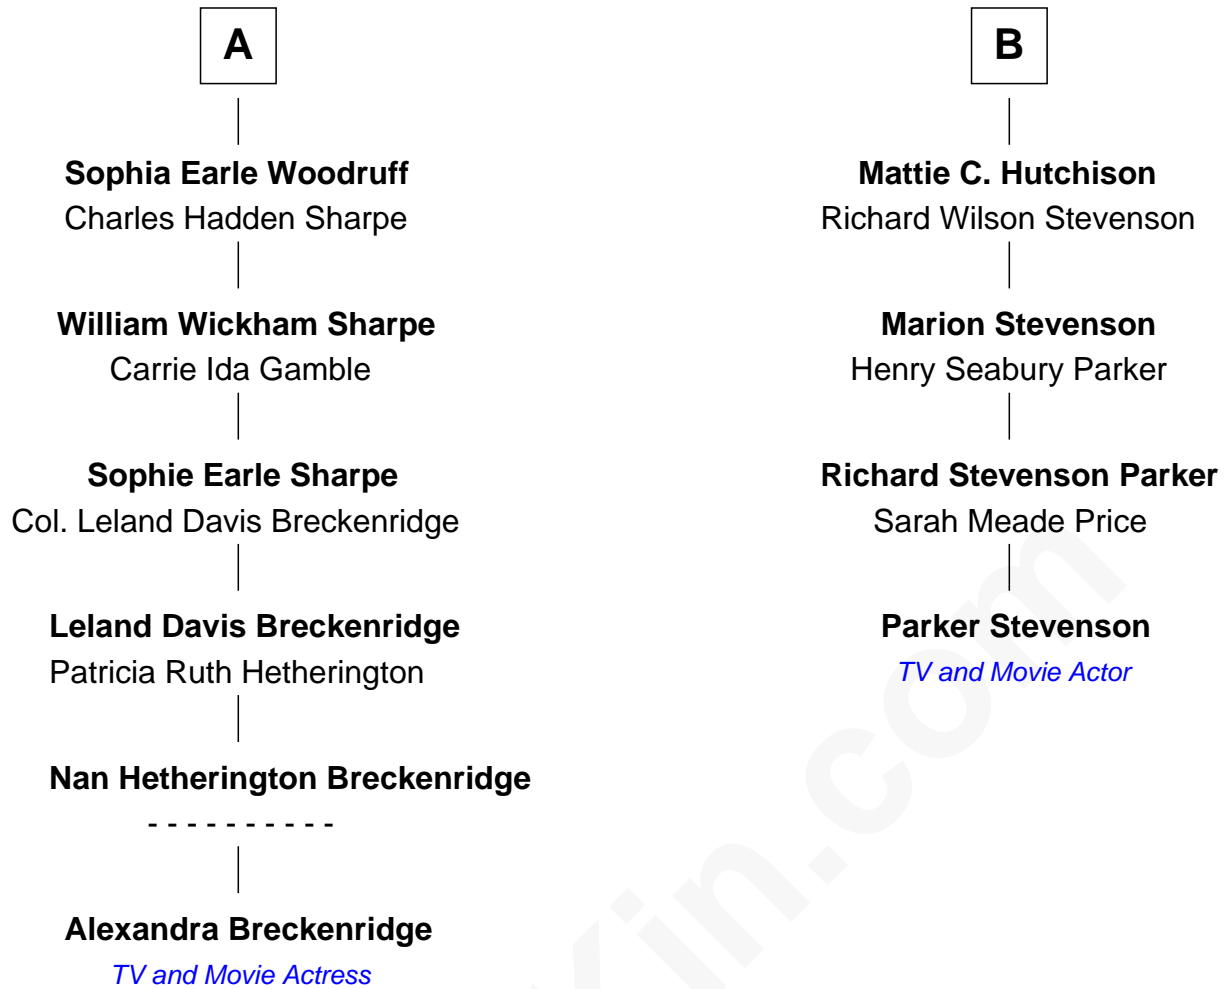 A
Sophia Earle Woodruff
Charles Hadden Sharpe
William Wickham Sharpe
Carrie Ida Gamble
Sophie Earle Sharpe
Col. Leland Davis Breckenridge
Leland Davis Breckenridge
Patricia Ruth Hetherington
Nan Hetherington Breckenridge
- - - - - - - - - -
Alexandra Breckenridge
TV and Movie Actress
B
Mattie C. Hutchison
Richard Wilson Stevenson
Marion Stevenson
Henry Seabury Parker
Richard Stevenson Parker
Sarah Meade Price
Parker Stevenson
TV and Movie Actor